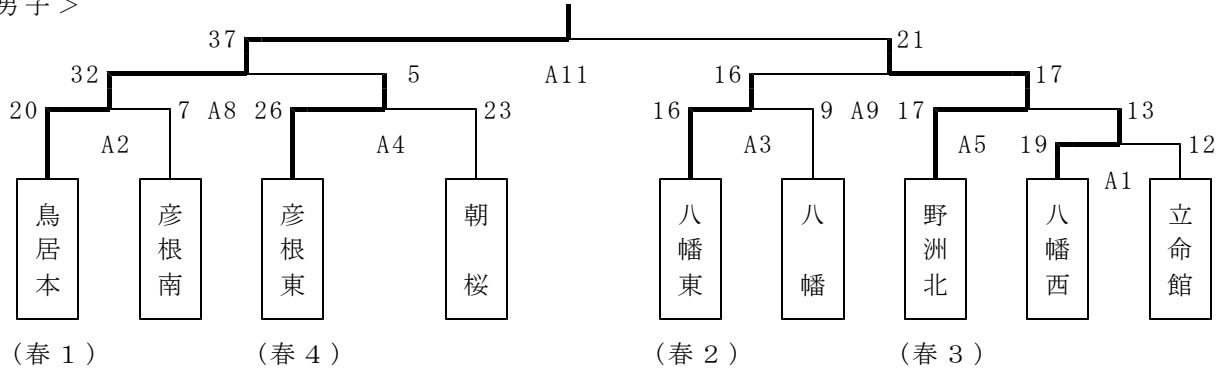 男子＞
37 21
32 5 A11 16 17
20 7 A8 26 23 16 9 A9 17 13
A2 A4 A3 A5 19 12
A1
鳥居本 彦根南 彦根東 朝桜 八幡東 八幡 野洲北 八幡西 立命館
（春1） （春4） （春2） （春3）